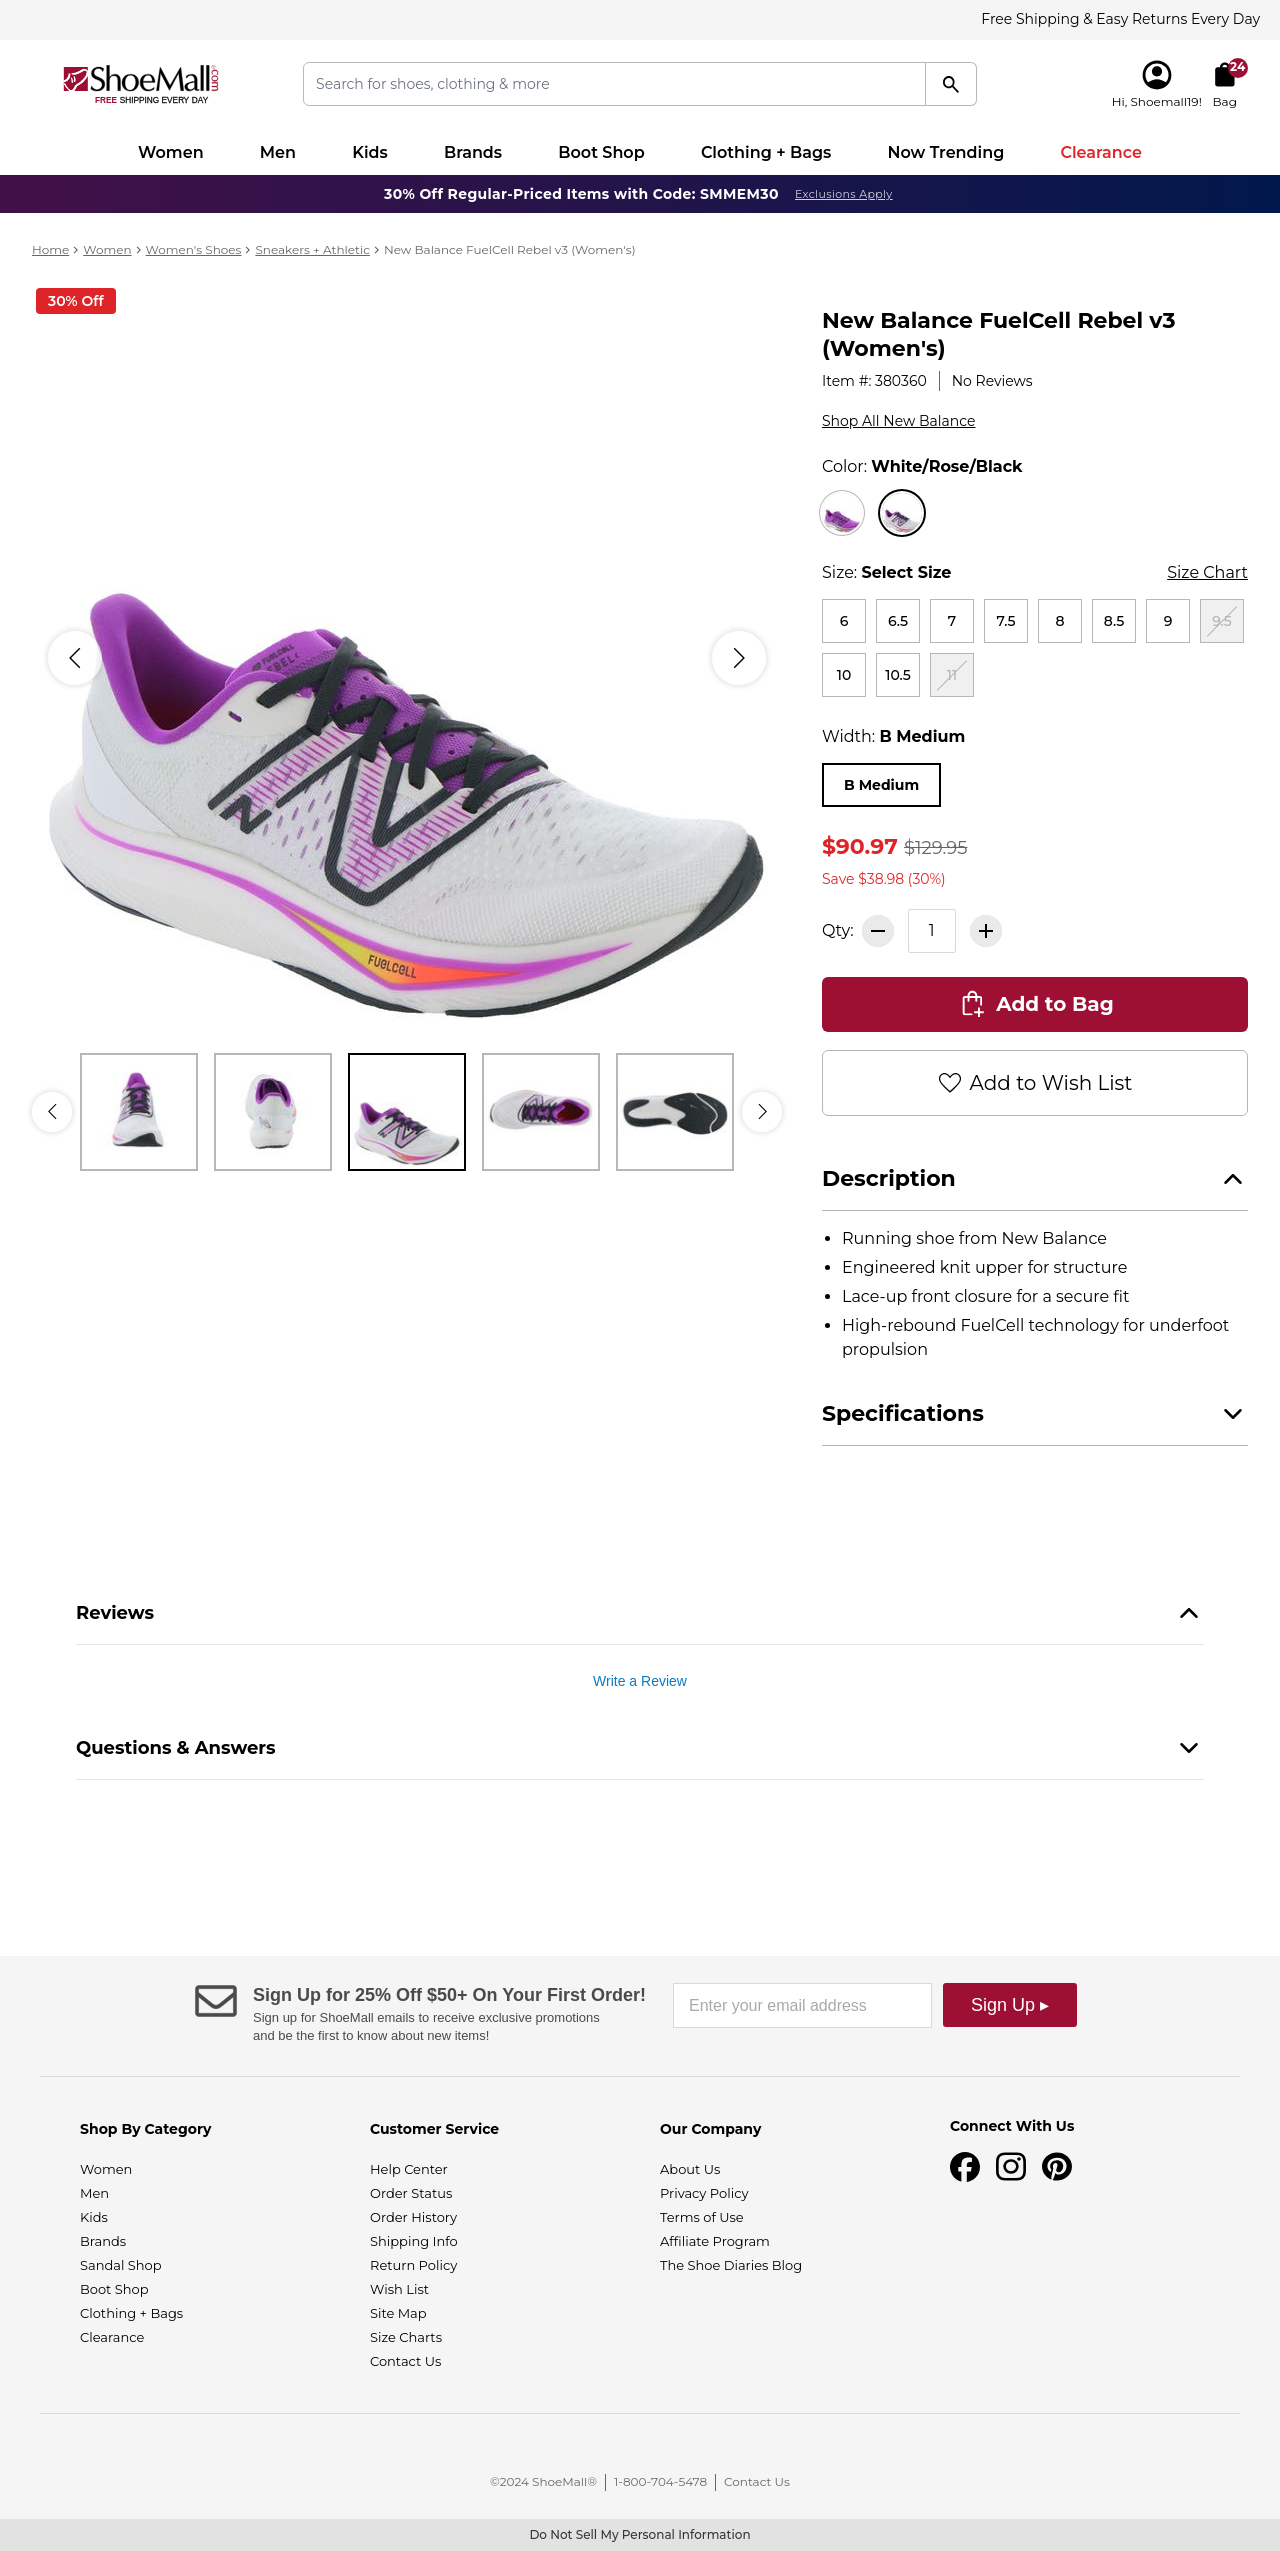 Free Shipping & Easy Returns Every Day
ShoeMall.com
FREE SHIPPING EVERY DAY
Search for shoes, clothing & more
24
Hi, Shoemall19!
Bag
Women
Men
Kids
Brands
Boot Shop
Clothing + Bags
Now Trending
Clearance
30% Off Regular-Priced Items with Code: SMMEM30
Exclusions Apply
Home > Women > Women's Shoes > Sneakers + Athletic > New Balance FuelCell Rebel v3 (Women's)
30% Off
FUELCELL
REBEL
N
FUELCELL
New Balance FuelCell Rebel v3
(Women's)
Item #: 380360
No Reviews
Shop All New Balance
Color: White/Rose/Black
Size: Select Size
Size Chart
6
6.5
7
7.5
8
8.5
9
9.5
10
10.5
11
Width: B Medium
B Medium
$90.97 $129.95
Save $38.98 (30%)
Qty:
1
Add to Bag
Add to Wish List
Description
• Running shoe from New Balance
• Engineered knit upper for structure
• Lace-up front closure for a secure fit
• High-rebound FuelCell technology for underfoot
propulsion
Specifications
Reviews
Write a Review
Questions & Answers
Sign Up for 25% Off $50+ On Your First Order!
Sign up for ShoeMall emails to receive exclusive promotions
and be the first to know about new items!
Enter your email address
Sign Up ▸
Shop By Category
Women
Men
Kids
Brands
Sandal Shop
Boot Shop
Clothing + Bags
Clearance
Customer Service
Help Center
Order Status
Order History
Shipping Info
Return Policy
Wish List
Site Map
Size Charts
Contact Us
Our Company
About Us
Privacy Policy
Terms of Use
Affiliate Program
The Shoe Diaries Blog
Connect With Us
©2024 ShoeMall®
1-800-704-5478
Contact Us
Do Not Sell My Personal Information